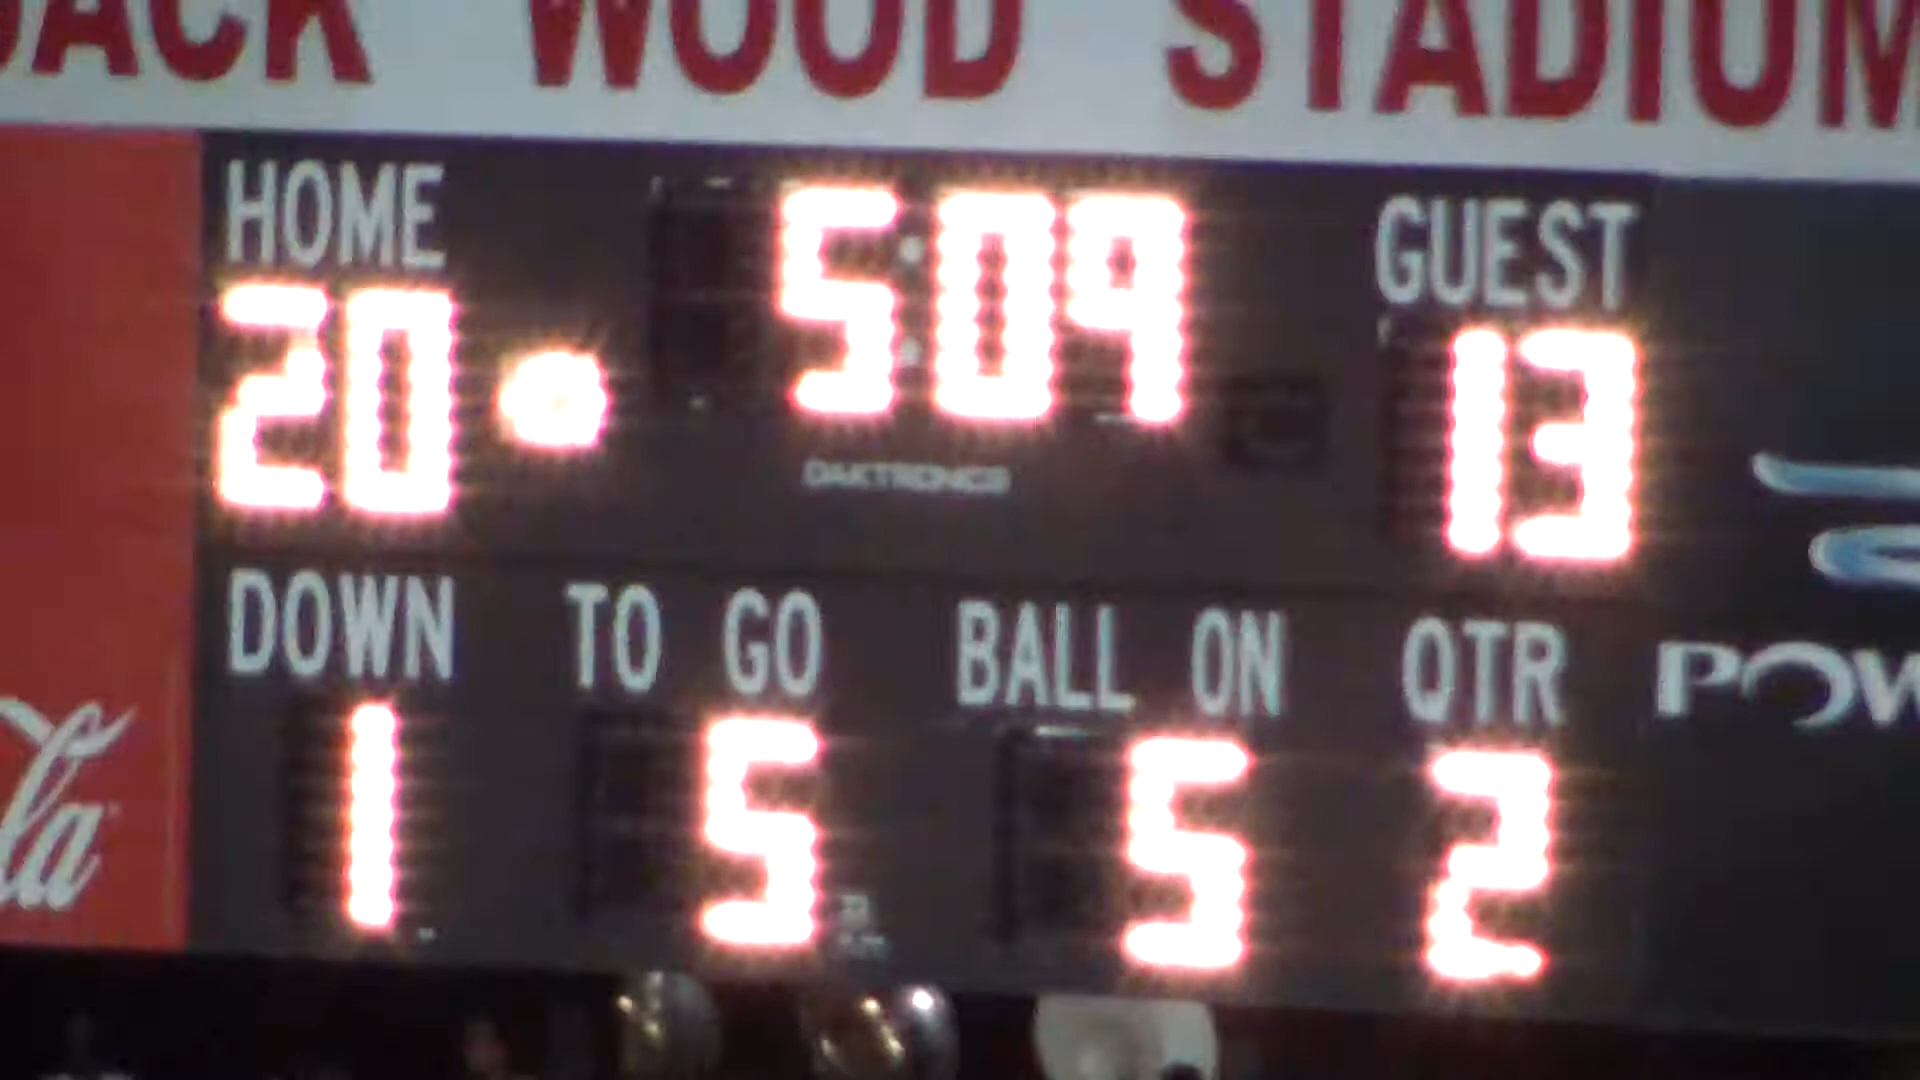 JACK WOOD STADIUM
HOME 5:09 GUEST
20 13
DAKTRONICS
DOWN TO GO BALL ON QTR
1 5 5 2
POW
la